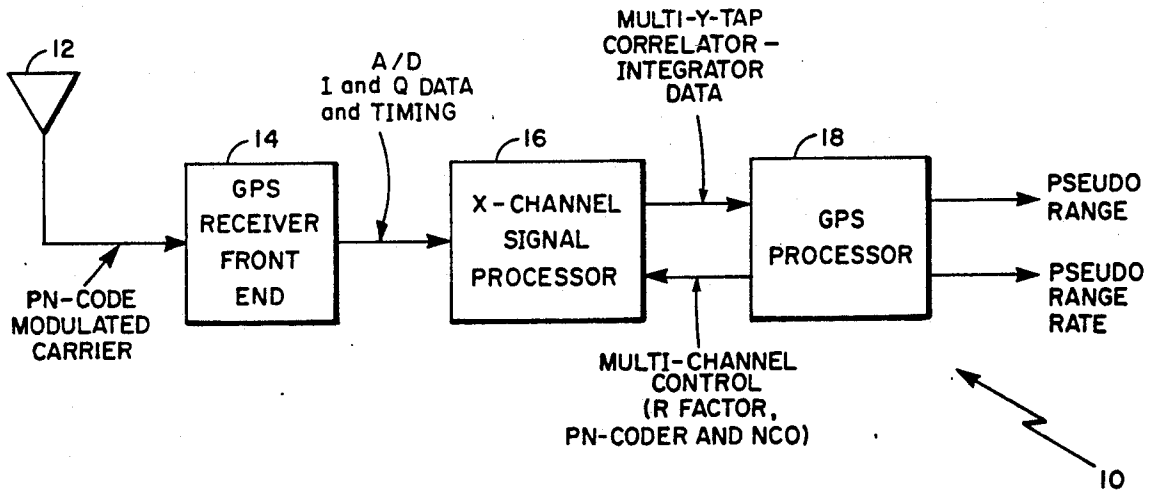 12
PN-CODE
MODULATED
CARRIER
14
GPS
RECEIVER
FRONT
END
A/D
I and Q DATA
and TIMING
16
X-CHANNEL
SIGNAL
PROCESSOR
MULTI-Y-TAP
CORRELATOR-
INTEGRATOR
DATA
MULTI-CHANNEL
CONTROL
(R FACTOR,
PN-CODER AND NCO)
18
GPS
PROCESSOR
PSEUDO
RANGE
PSEUDO
RANGE
RATE
10